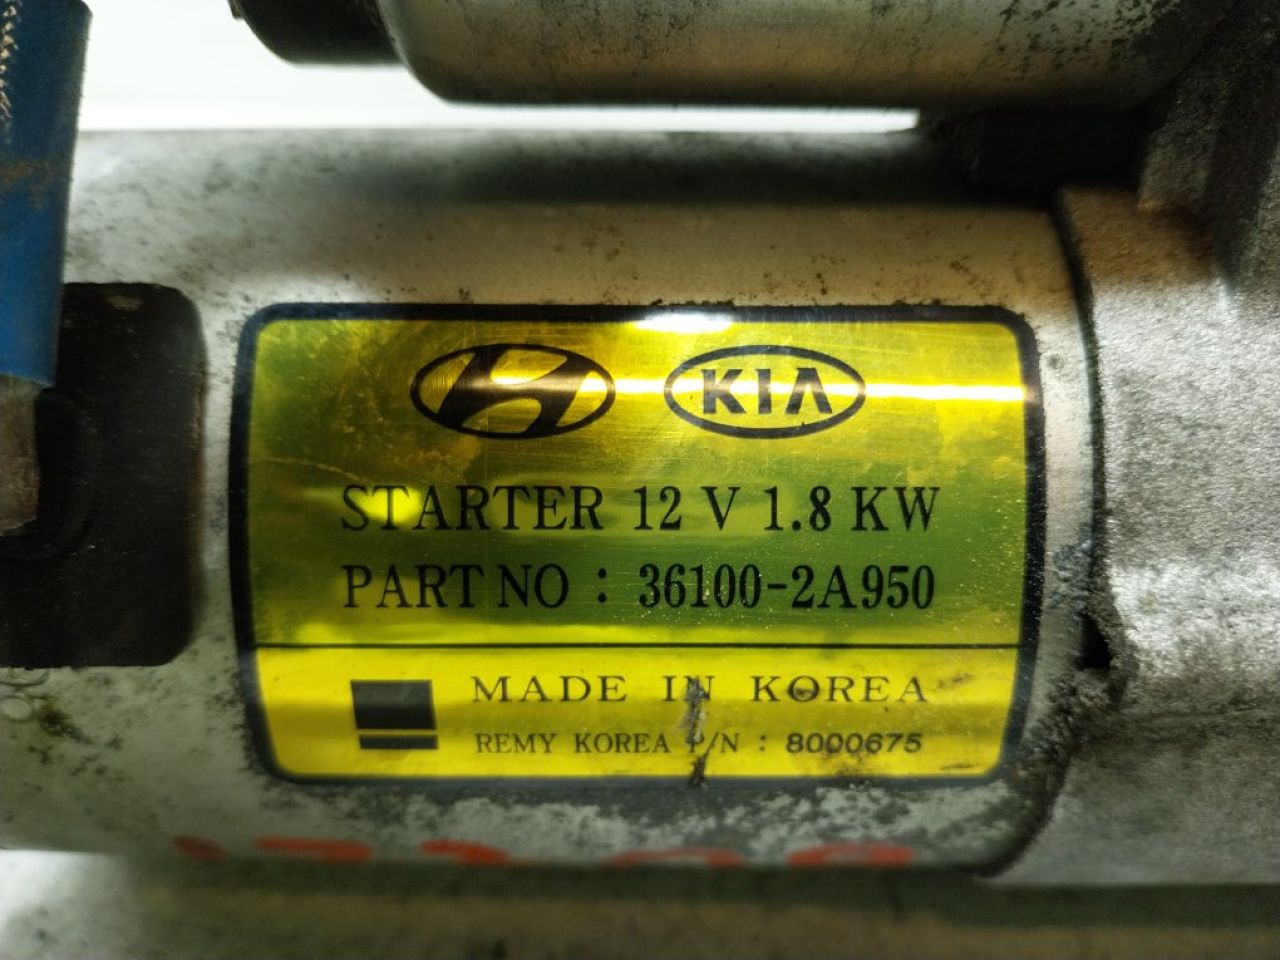 KIA
STARTER 12 V 1.8 KW
PART NO : 36100-2A950
MADE IN KOREA
REMY KOREA P/N : 8000675